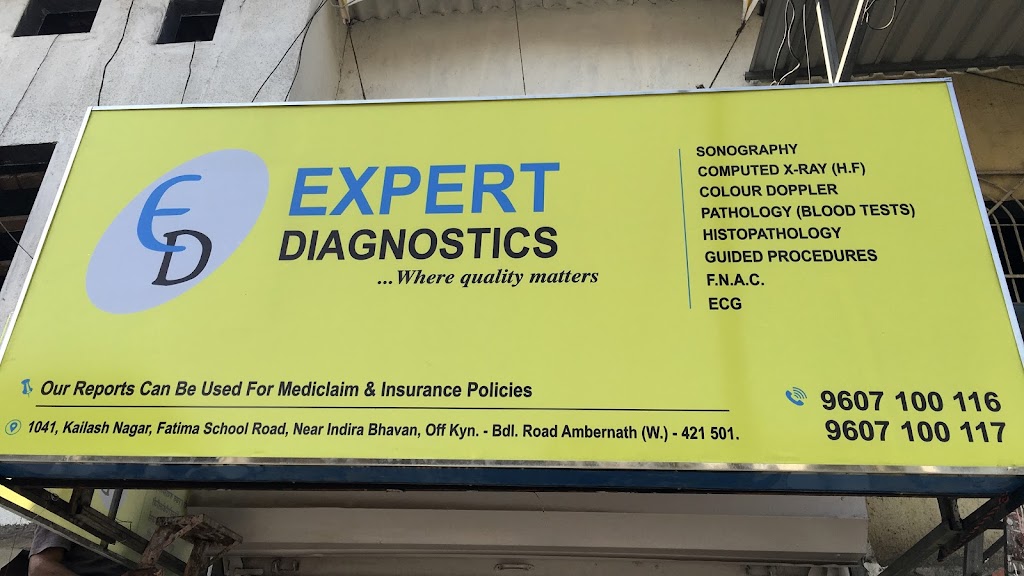 ED
EXPERT
DIAGNOSTICS
...Where quality matters
SONOGRAPHY
COMPUTED X-RAY (H.F)
COLOUR DOPPLER
PATHOLOGY (BLOOD TESTS)
HISTOPATHOLOGY
GUIDED PROCEDURES
F.N.A.C.
ECG
Our Reports Can Be Used For Mediclaim & Insurance Policies
1041, Kailash Nagar, Fatima School Road, Near Indira Bhavan, Off Kyn. - Bdl. Road Ambernath (W.) - 421 501.
9607 100 116
9607 100 117